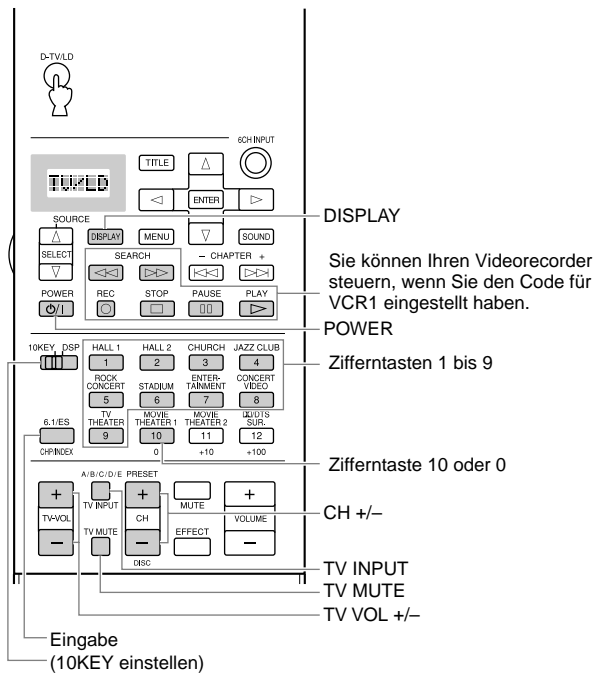 D-TV/LD
6CH INPUT
TITLE
TV/LD
ENTER
SOURCE
SELECT
DISPLAY
MENU
SOUND
SEARCH
– CHAPTER +
POWER
REC
STOP
PAUSE
PLAY
⏻/I
10KEY DSP
HALL 1
HALL 2
CHURCH
JAZZ CLUB
1
2
3
4
ROCK CONCERT
STADIUM
ENTER-TAINMENT
CONCERT VIDEO
5
6
7
8
6.1/ES
TV THEATER
MOVIE THEATER 1
MOVIE THEATER 2
DD/DTS SUR.
9
10
11
12
CHP/INDEX
0
+10
+100
A/B/C/D/E
PRESET
+
TV-VOL
–
TV INPUT
TV MUTE
+
CH
–
DISC
MUTE
EFFECT
+
VOLUME
–
DISPLAY
Sie können Ihren Videorecorder
steuern, wenn Sie den Code für
VCR1 eingestellt haben.
POWER
Zifferntasten 1 bis 9
Zifferntaste 10 oder 0
CH +/–
TV INPUT
TV MUTE
TV VOL +/–
Eingabe
(10KEY einstellen)